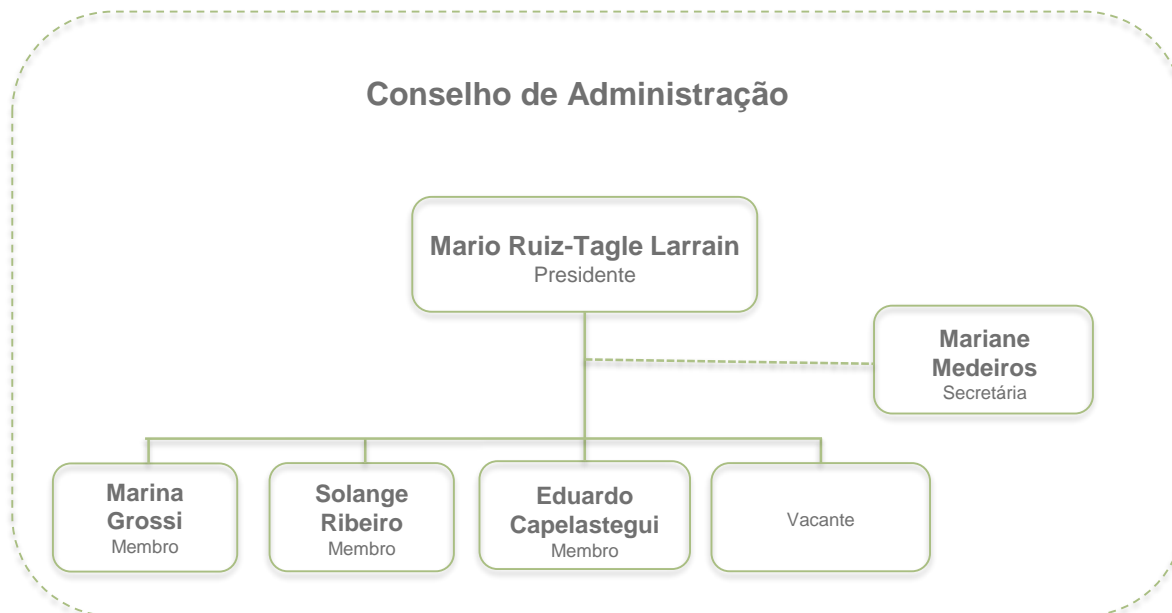 Conselho de Administração
Mario Ruiz-Tagle Larrain
Presidente
Mariane
Medeiros
Secretária
Marina
Grossi
Membro
Solange
Ribeiro
Membro
Eduardo
Capelastegui
Membro
Vacante